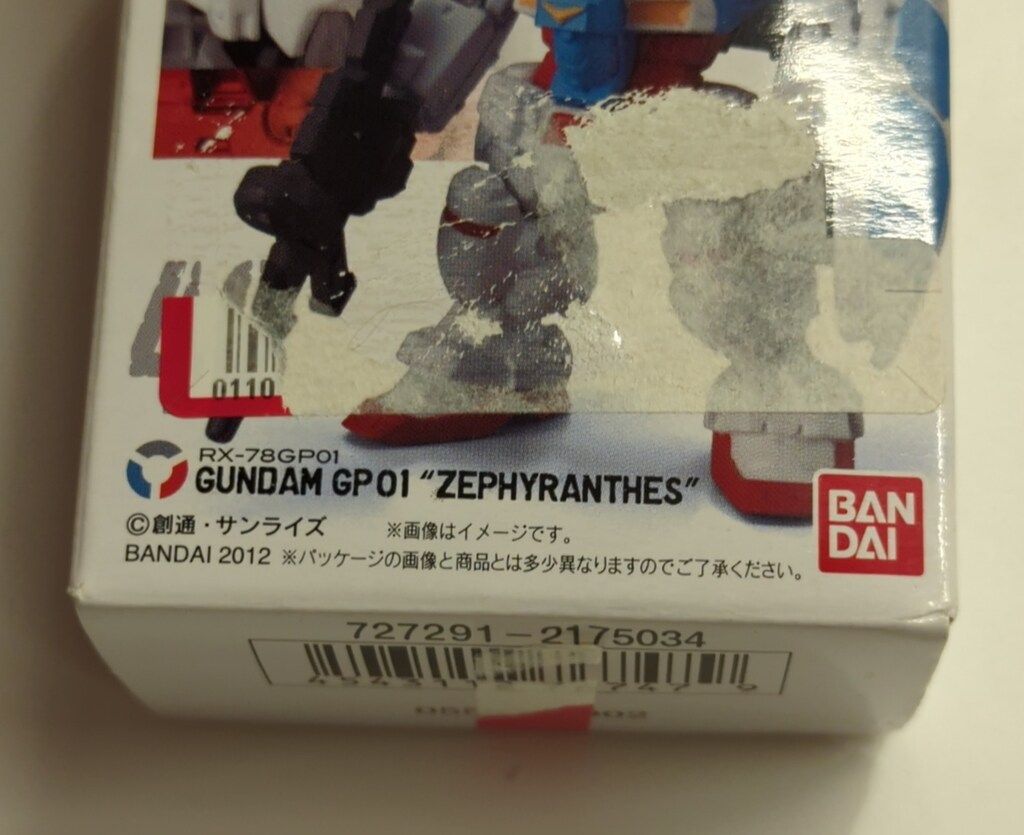 0110
RX-78GP01
GUNDAM GP01 "ZEPHYRANTHES"
©創通・サンライズ ※画像はイメージです。
BANDAI 2012 ※パッケージの画像と商品とは多少異なりますのでご了承ください。
BAN
DAI
727291-2175034